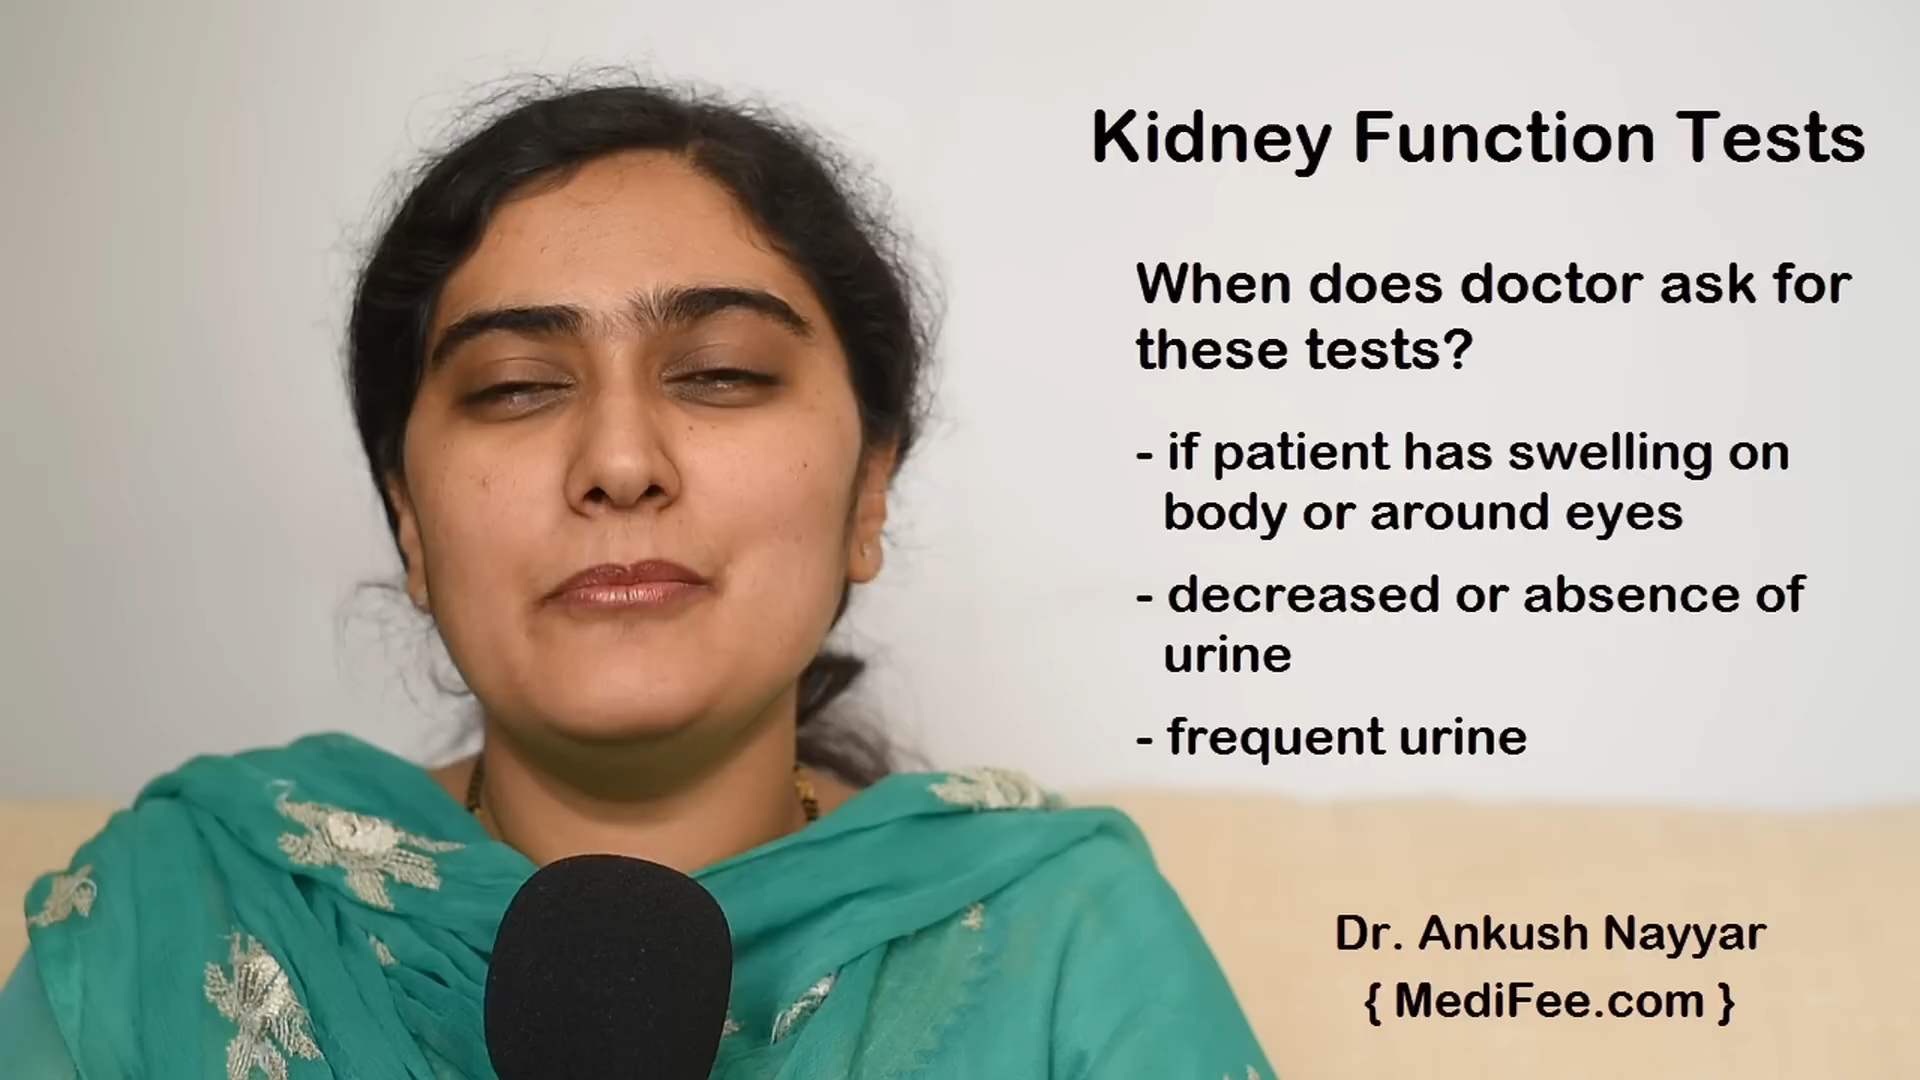 Kidney Function Tests
When does doctor ask for
these tests?
- if patient has swelling on
body or around eyes
- decreased or absence of
urine
- frequent urine
Dr. Ankush Nayyar
{ MediFee.com }